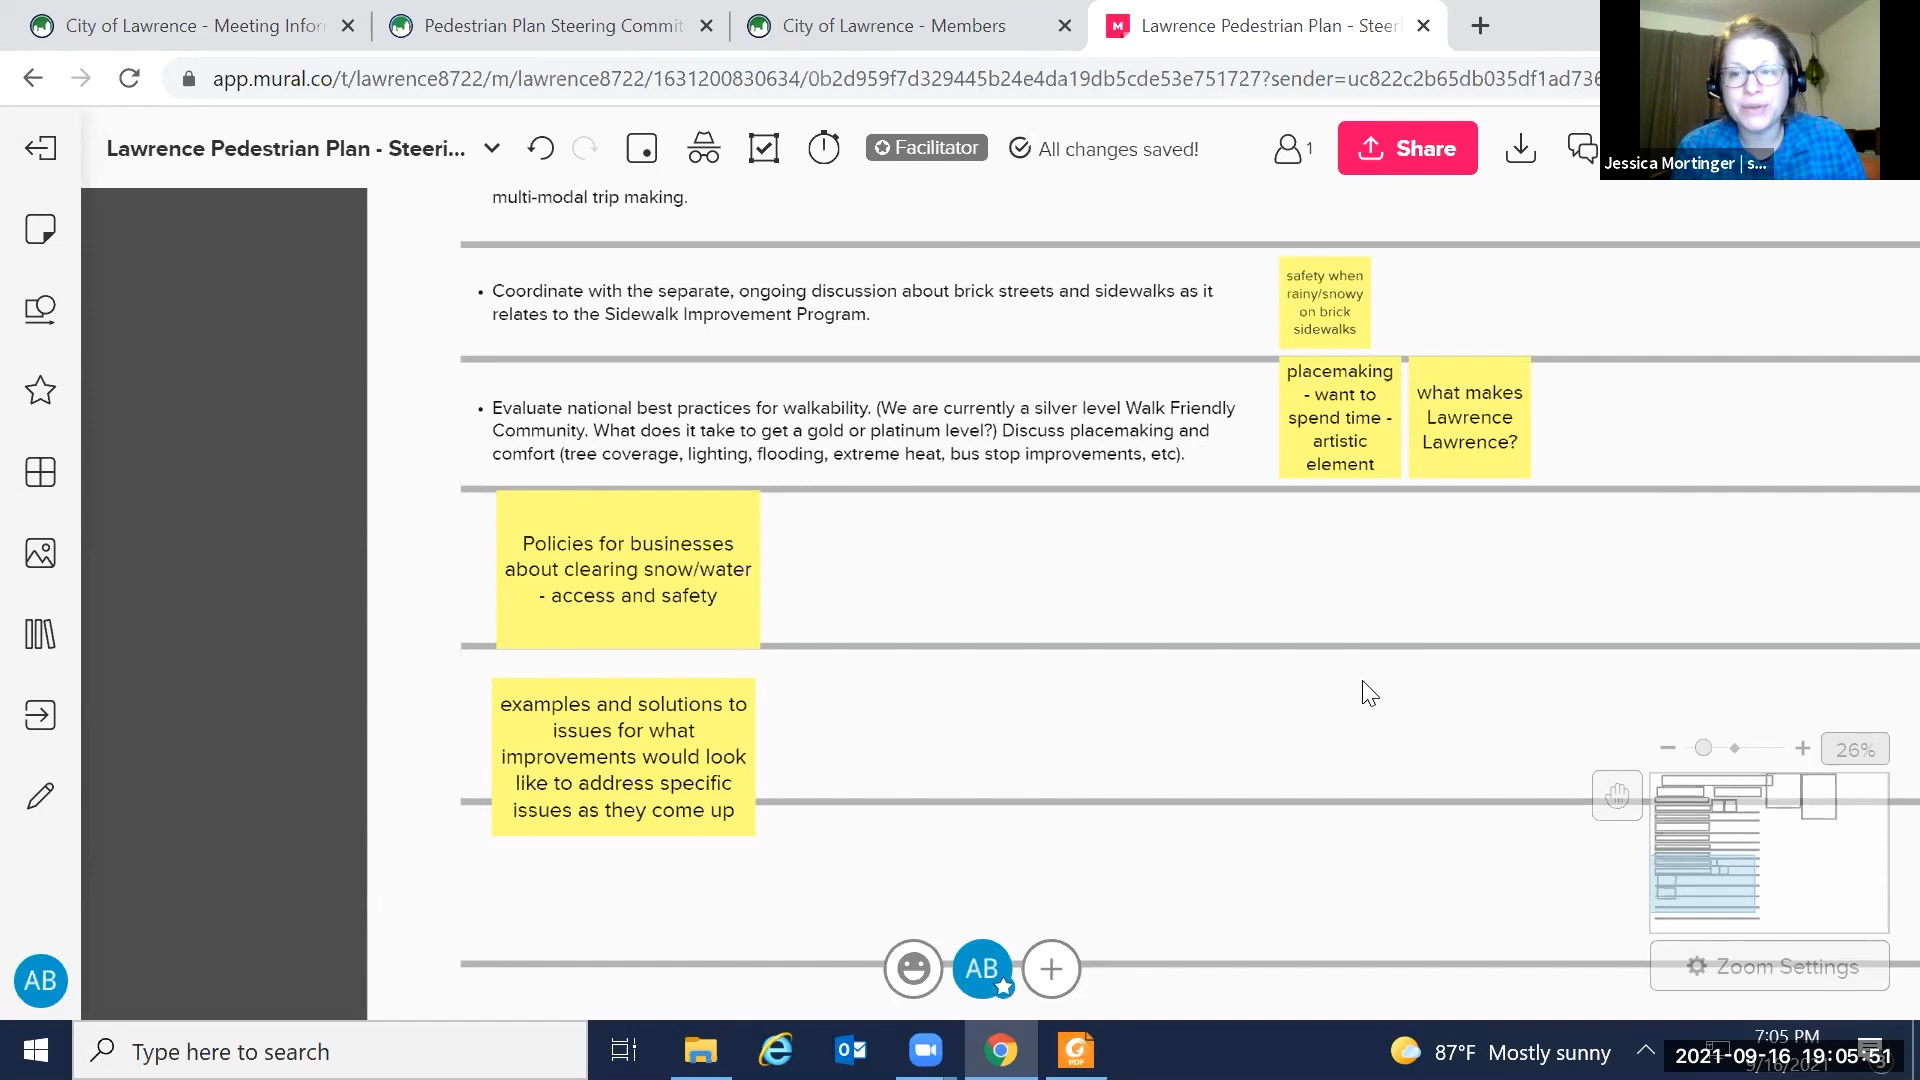 City of Lawrence - Meeting Infor
Pedestrian Plan Steering Commit
City of Lawrence - Members
Lawrence Pedestrian Plan - Steer
app.mural.co/t/lawrence8722/m/lawrence8722/1631200830634/0b2d959f7d329445b24e4da19db5cde53e751727?sender=uc822c2b65db035df1ad736
Jessica Mortinger | s...
Lawrence Pedestrian Plan - Steeri...
Facilitator
All changes saved!
1
Share
multi-modal trip making.
• Coordinate with the separate, ongoing discussion about brick streets and sidewalks as it
relates to the Sidewalk Improvement Program.
safety when
rainy/snowy
on brick
sidewalks
• Evaluate national best practices for walkability. (We are currently a silver level Walk Friendly
Community. What does it take to get a gold or platinum level?) Discuss placemaking and
comfort (tree coverage, lighting, flooding, extreme heat, bus stop improvements, etc).
placemaking
- want to
spend time -
artistic
element
what makes
Lawrence
Lawrence?
Policies for businesses
about clearing snow/water
- access and safety
examples and solutions to
issues for what
improvements would look
like to address specific
issues as they come up
26%
Zoom Settings
AB
AB
Type here to search
87°F Mostly sunny
7:05 PM
2021-09-16 19:05:51